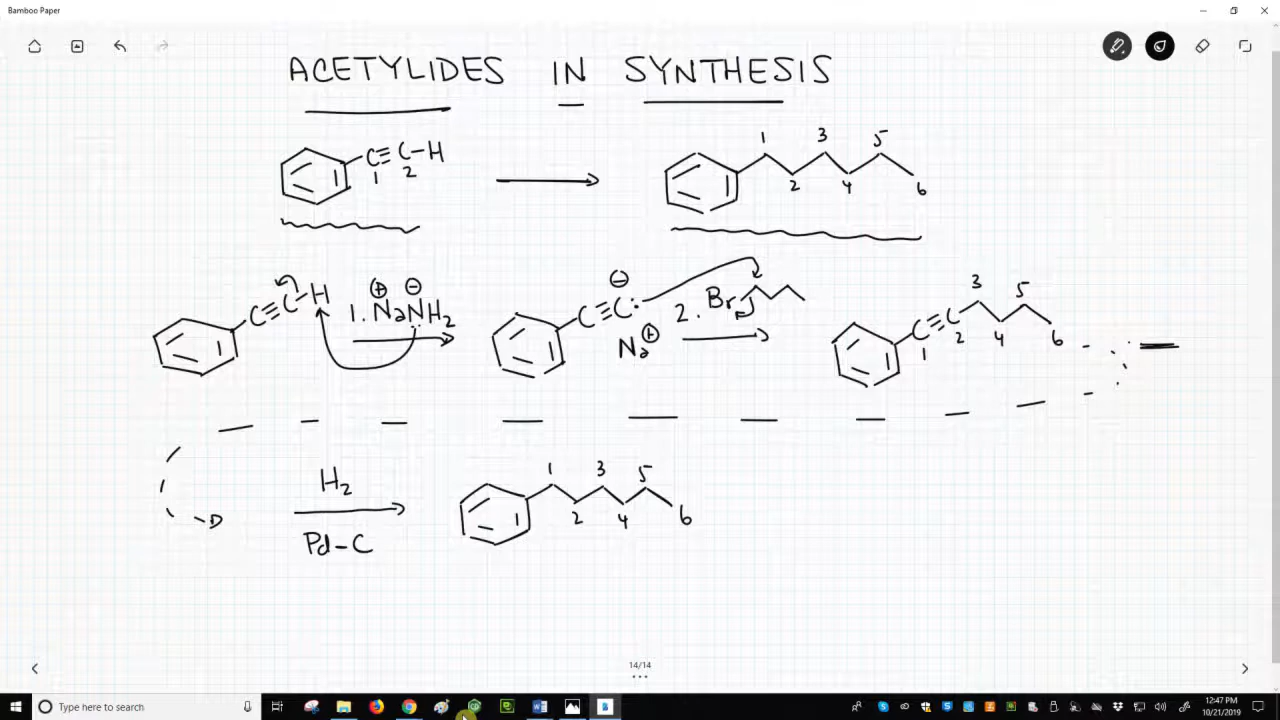 Bamboo Paper
ACETYLIDES IN SYNTHESIS
C≡C-H
1 2
1 2 3 4 5 6
C≡C-H
1. Na⊕ N⊖H2
C≡C:⊖
Na⊕
2. Br
C≡C
1 2 3 4 5 6
H2
Pd-C
1 2 3 4 5 6
14/14
Type here to search
12:47 PM
10/21/2019